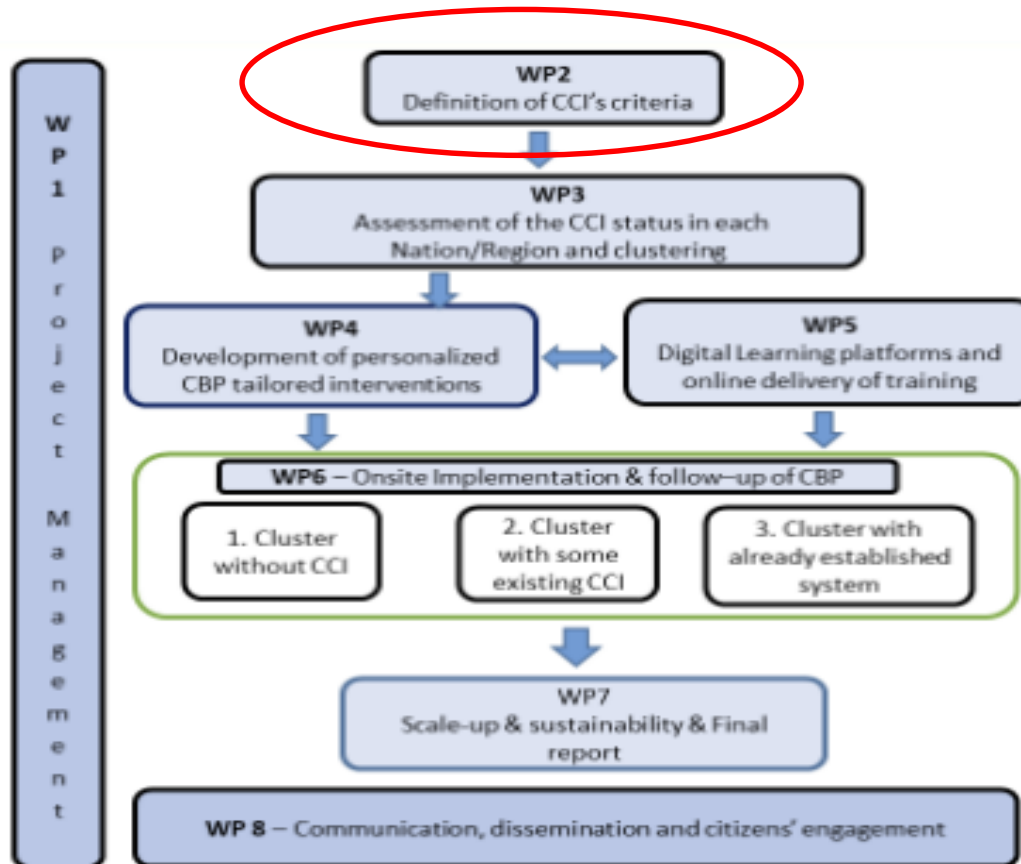 WP1 Project Management
WP2
Definition of CCI's criteria
WP3
Assessment of the CCI status in each
Nation/Region and clustering
WP4
Development of personalized
CBP tailored interventions
WP5
Digital Learning platforms and
online delivery of training
WP6 – Onsite Implementation & follow–up of CBP
1. Cluster
without CCI
2. Cluster
with some
existing CCI
3. Cluster with
already established
system
WP7
Scale-up & sustainability & Final
report
WP 8 – Communication, dissemination and citizens' engagement